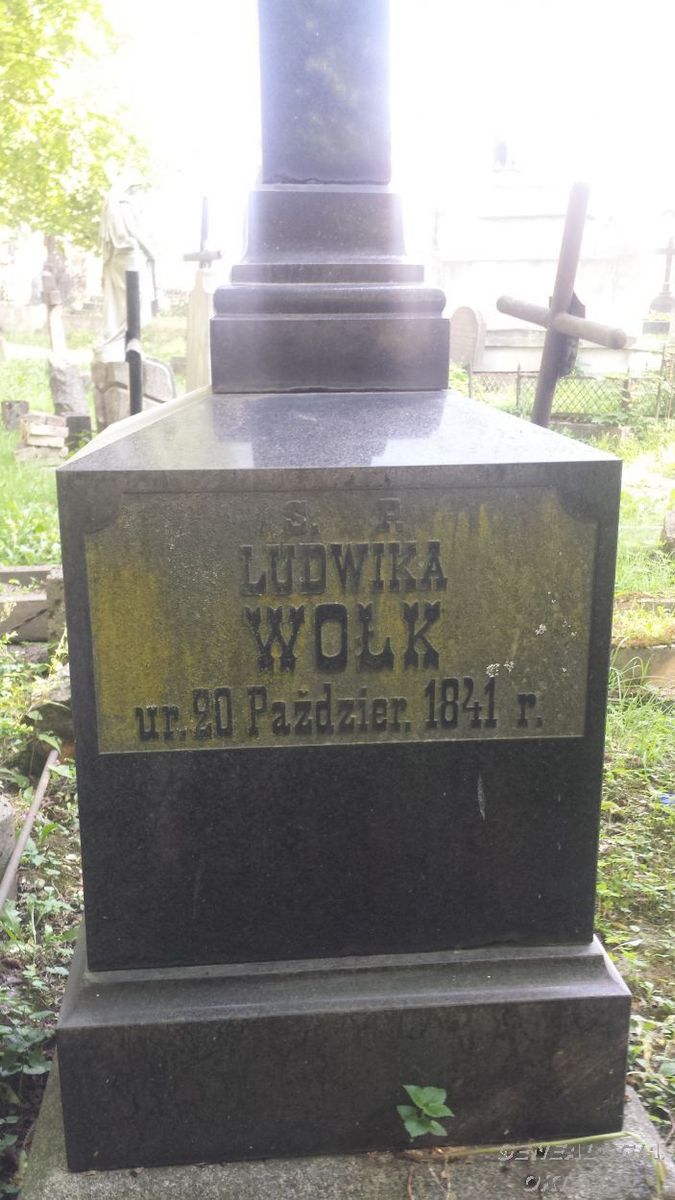 Ś. P.
LUDWIKA
WOŁK
ur. 20 Paździer. 1841 r.